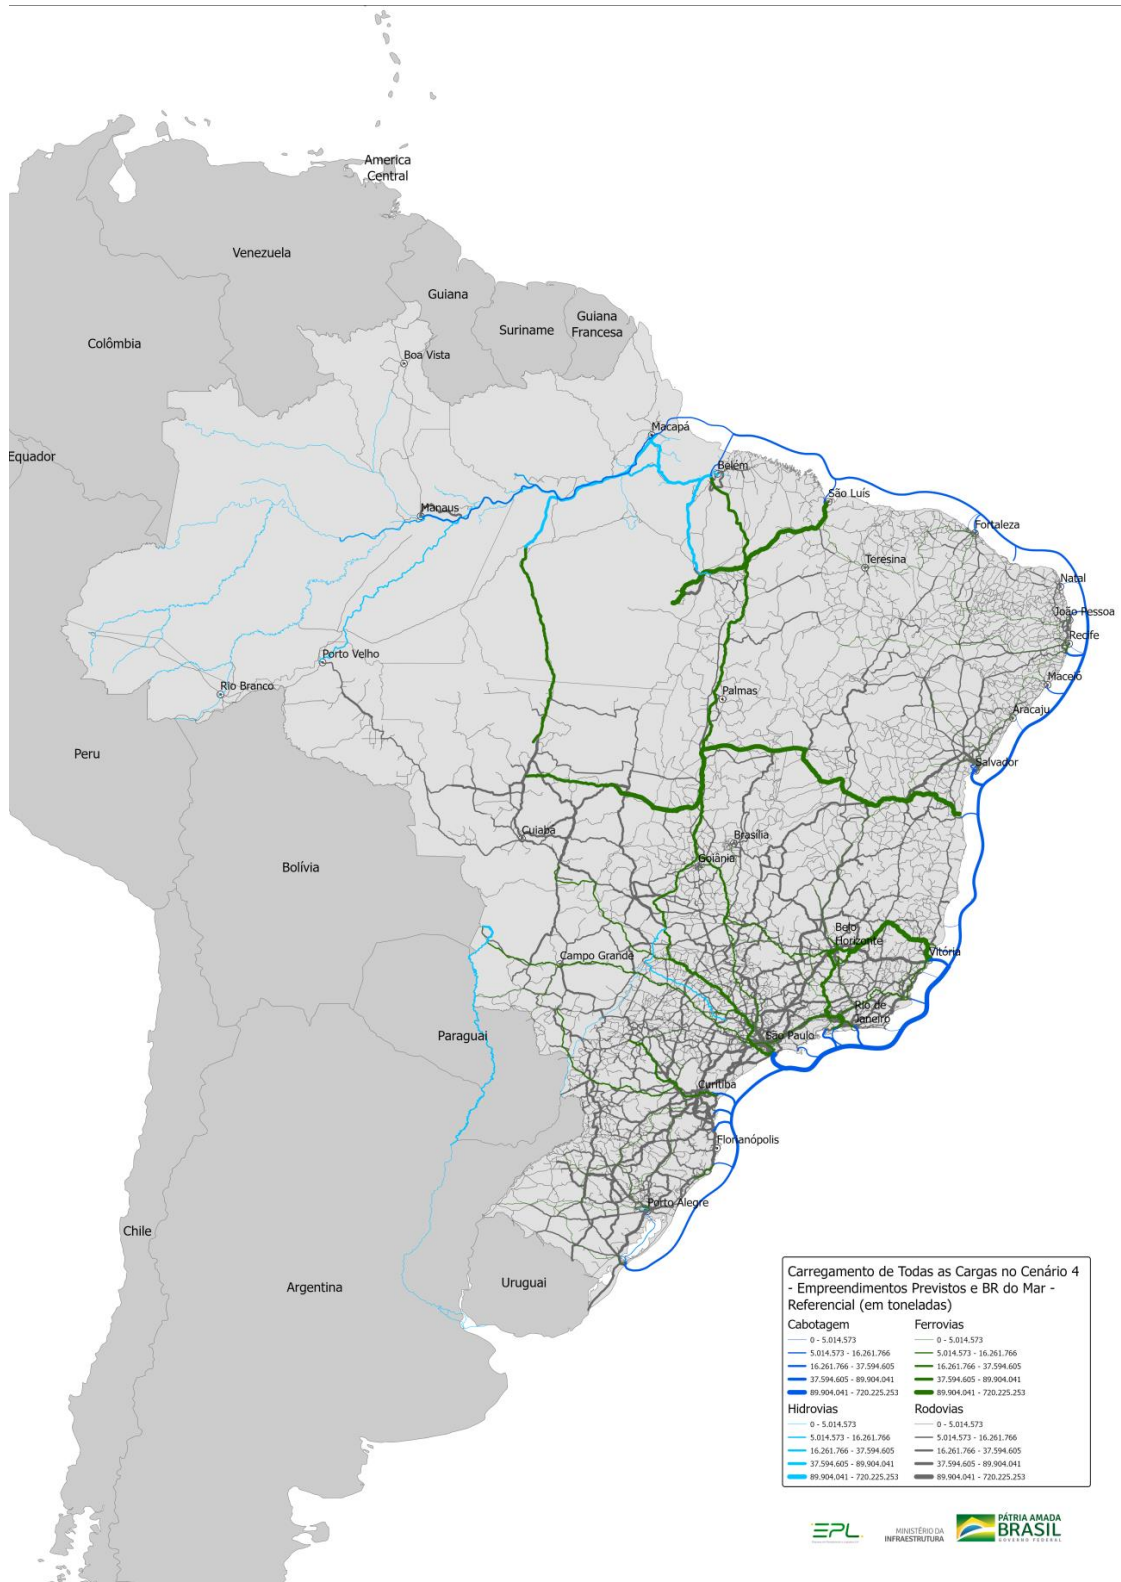 America
Central
Venezuela
Guiana
Suriname
Guiana
Francesa
Colômbia
Boa Vista
Macapá
Equador
Belém
São Luís
Manaus
Fortaleza
Teresina
Natal
João Pessoa
Recife
Porto Velho
Rio Branco
Palmas
Maceió
Aracaju
Peru
Salvador
Cuiabá
Brasília
Goiânia
Bolívia
Belo
Horizonte
Vitória
Campo Grande
Rio de
Janeiro
São Paulo
Paraguai
Curitiba
Florianópolis
Porto Alegre
Chile
Argentina
Uruguai
Carregamento de Todas as Cargas no Cenário 4
- Empreendimentos Previstos e BR do Mar -
Referencial (em toneladas)
Cabotagem
0 - 5.014.573
5.014.573 - 16.261.766
16.261.766 - 37.594.605
37.594.605 - 89.904.041
89.904.041 - 720.225.253
Ferrovias
0 - 5.014.573
5.014.573 - 16.261.766
16.261.766 - 37.594.605
37.594.605 - 89.904.041
89.904.041 - 720.225.253
Hidrovias
0 - 5.014.573
5.014.573 - 16.261.766
16.261.766 - 37.594.605
37.594.605 - 89.904.041
89.904.041 - 720.225.253
Rodovias
0 - 5.014.573
5.014.573 - 16.261.766
16.261.766 - 37.594.605
37.594.605 - 89.904.041
89.904.041 - 720.225.253
EPL
MINISTÉRIO DA
INFRAESTRUTURA
PÁTRIA AMADA
BRASIL
GOVERNO FEDERAL